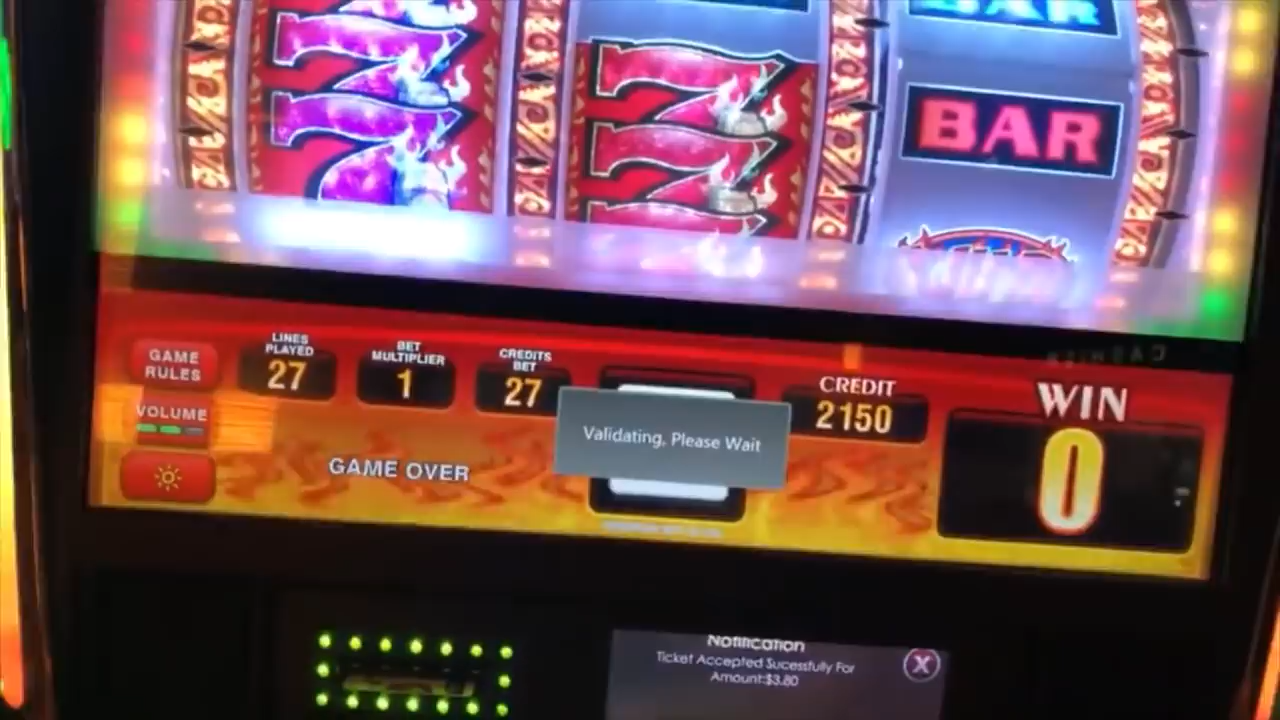 BAR
BAR
GAME
RULES
LINES
PLAYED
27
BET
MULTIPLIER
1
CREDITS
BET
27
CREDIT
2150
WIN
0
VOLUME
Validating, Please Wait
GAME OVER
Notification
Ticket Accepted Sucessfully For
Amount:$3.80
X